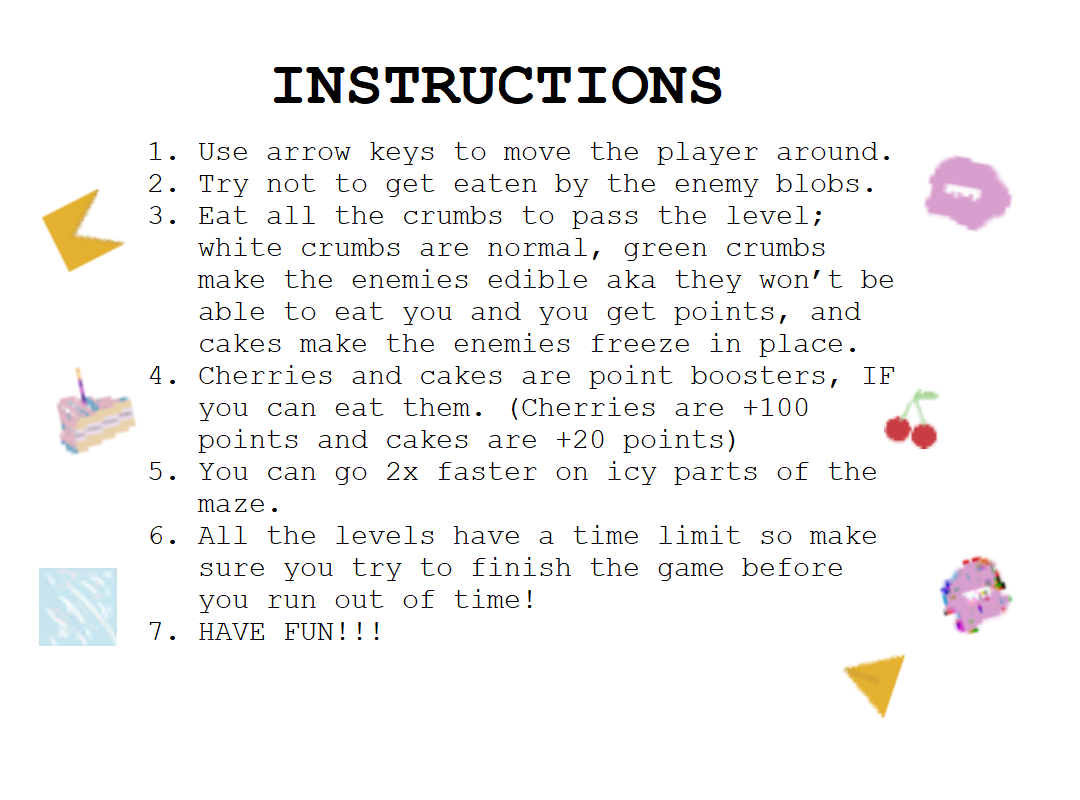 INSTRUCTIONS
1. Use arrow keys to move the player around.
2. Try not to get eaten by the enemy blobs.
3. Eat all the crumbs to pass the level;
white crumbs are normal, green crumbs
make the enemies edible aka they won’t be
able to eat you and you get points, and
cakes make the enemies freeze in place.
4. Cherries and cakes are point boosters, IF
you can eat them. (Cherries are +100
points and cakes are +20 points)
5. You can go 2x faster on icy parts of the
maze.
6. All the levels have a time limit so make
sure you try to finish the game before
you run out of time!
7. HAVE FUN!!!